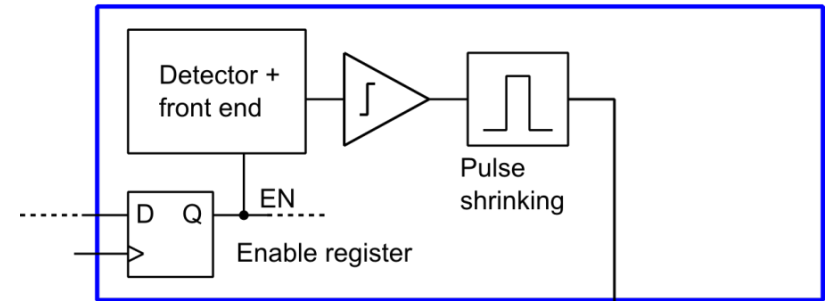 Detector +
front end
Pulse
shrinking
EN
D Q
Enable register